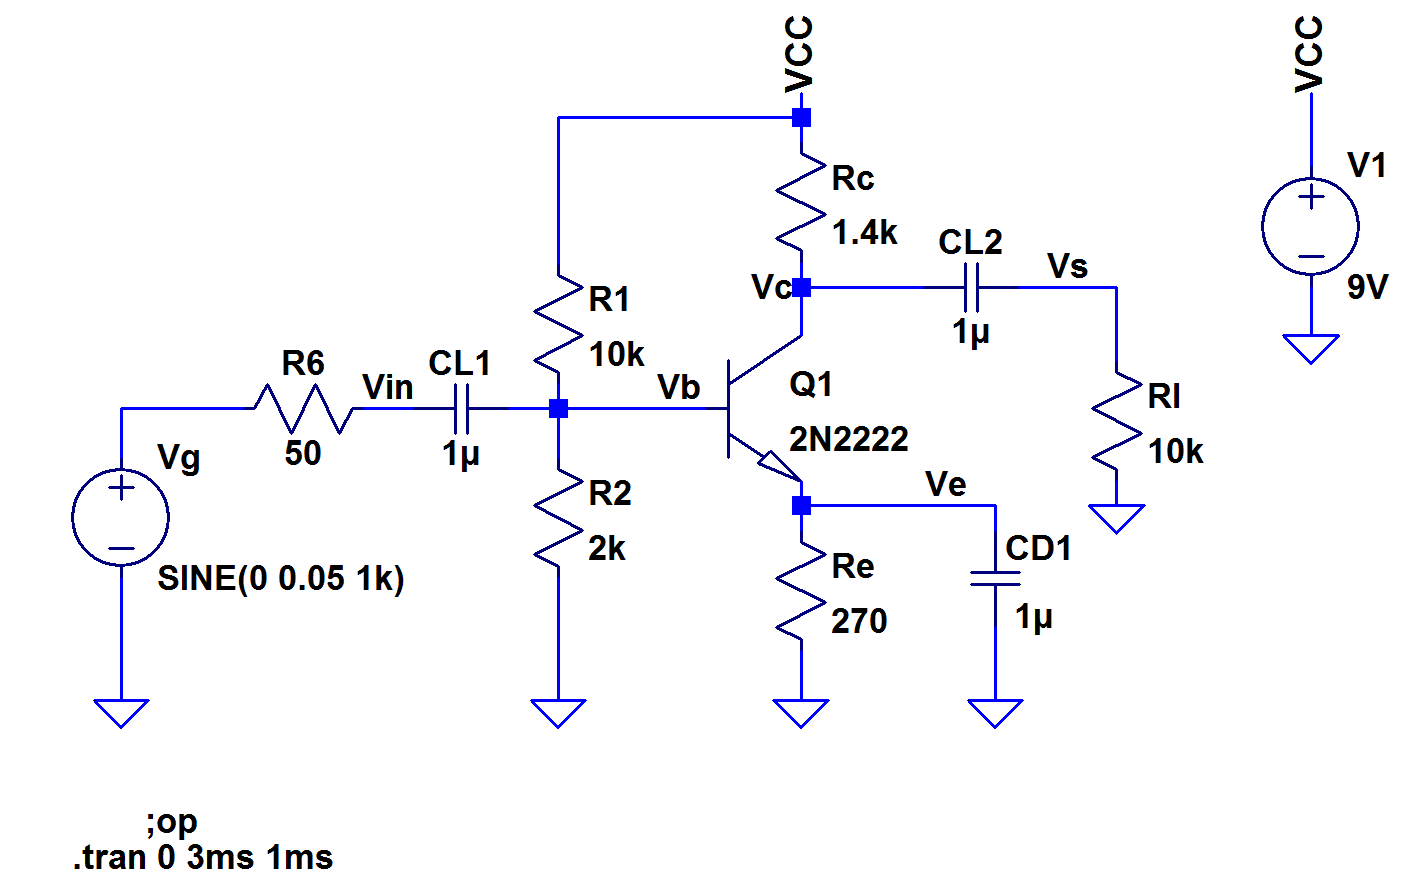 VCC
VCC
V1
9V
Rc
1.4k
CL2
1µ
Vs
Vc
R1
10k
R6
50
Vin
CL1
1µ
Vb
Q1
2N2222
Rl
10k
Vg
SINE(0 0.05 1k)
R2
2k
Ve
Re
270
CD1
1µ
;op
.tran 0 3ms 1ms